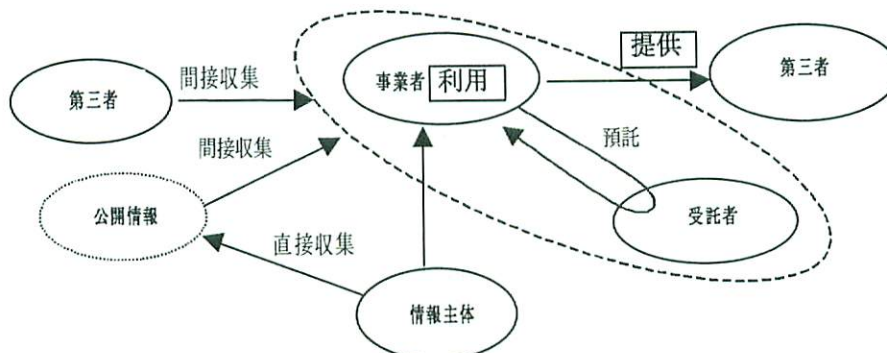 提供
事業者
利用
第三者
間接収集
第三者
間接収集
預託
公開情報
受託者
直接収集
情報主体